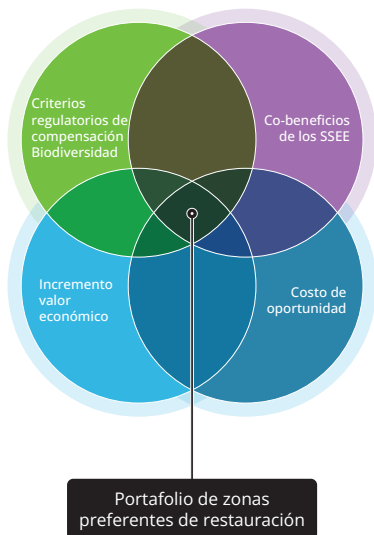 Criterios
regulatorios de
compensación
Biodiversidad
Co-beneficios
de los SSEE
Incremento
valor
económico
Costo de
oportunidad
Portafolio de zonas
preferentes de restauración